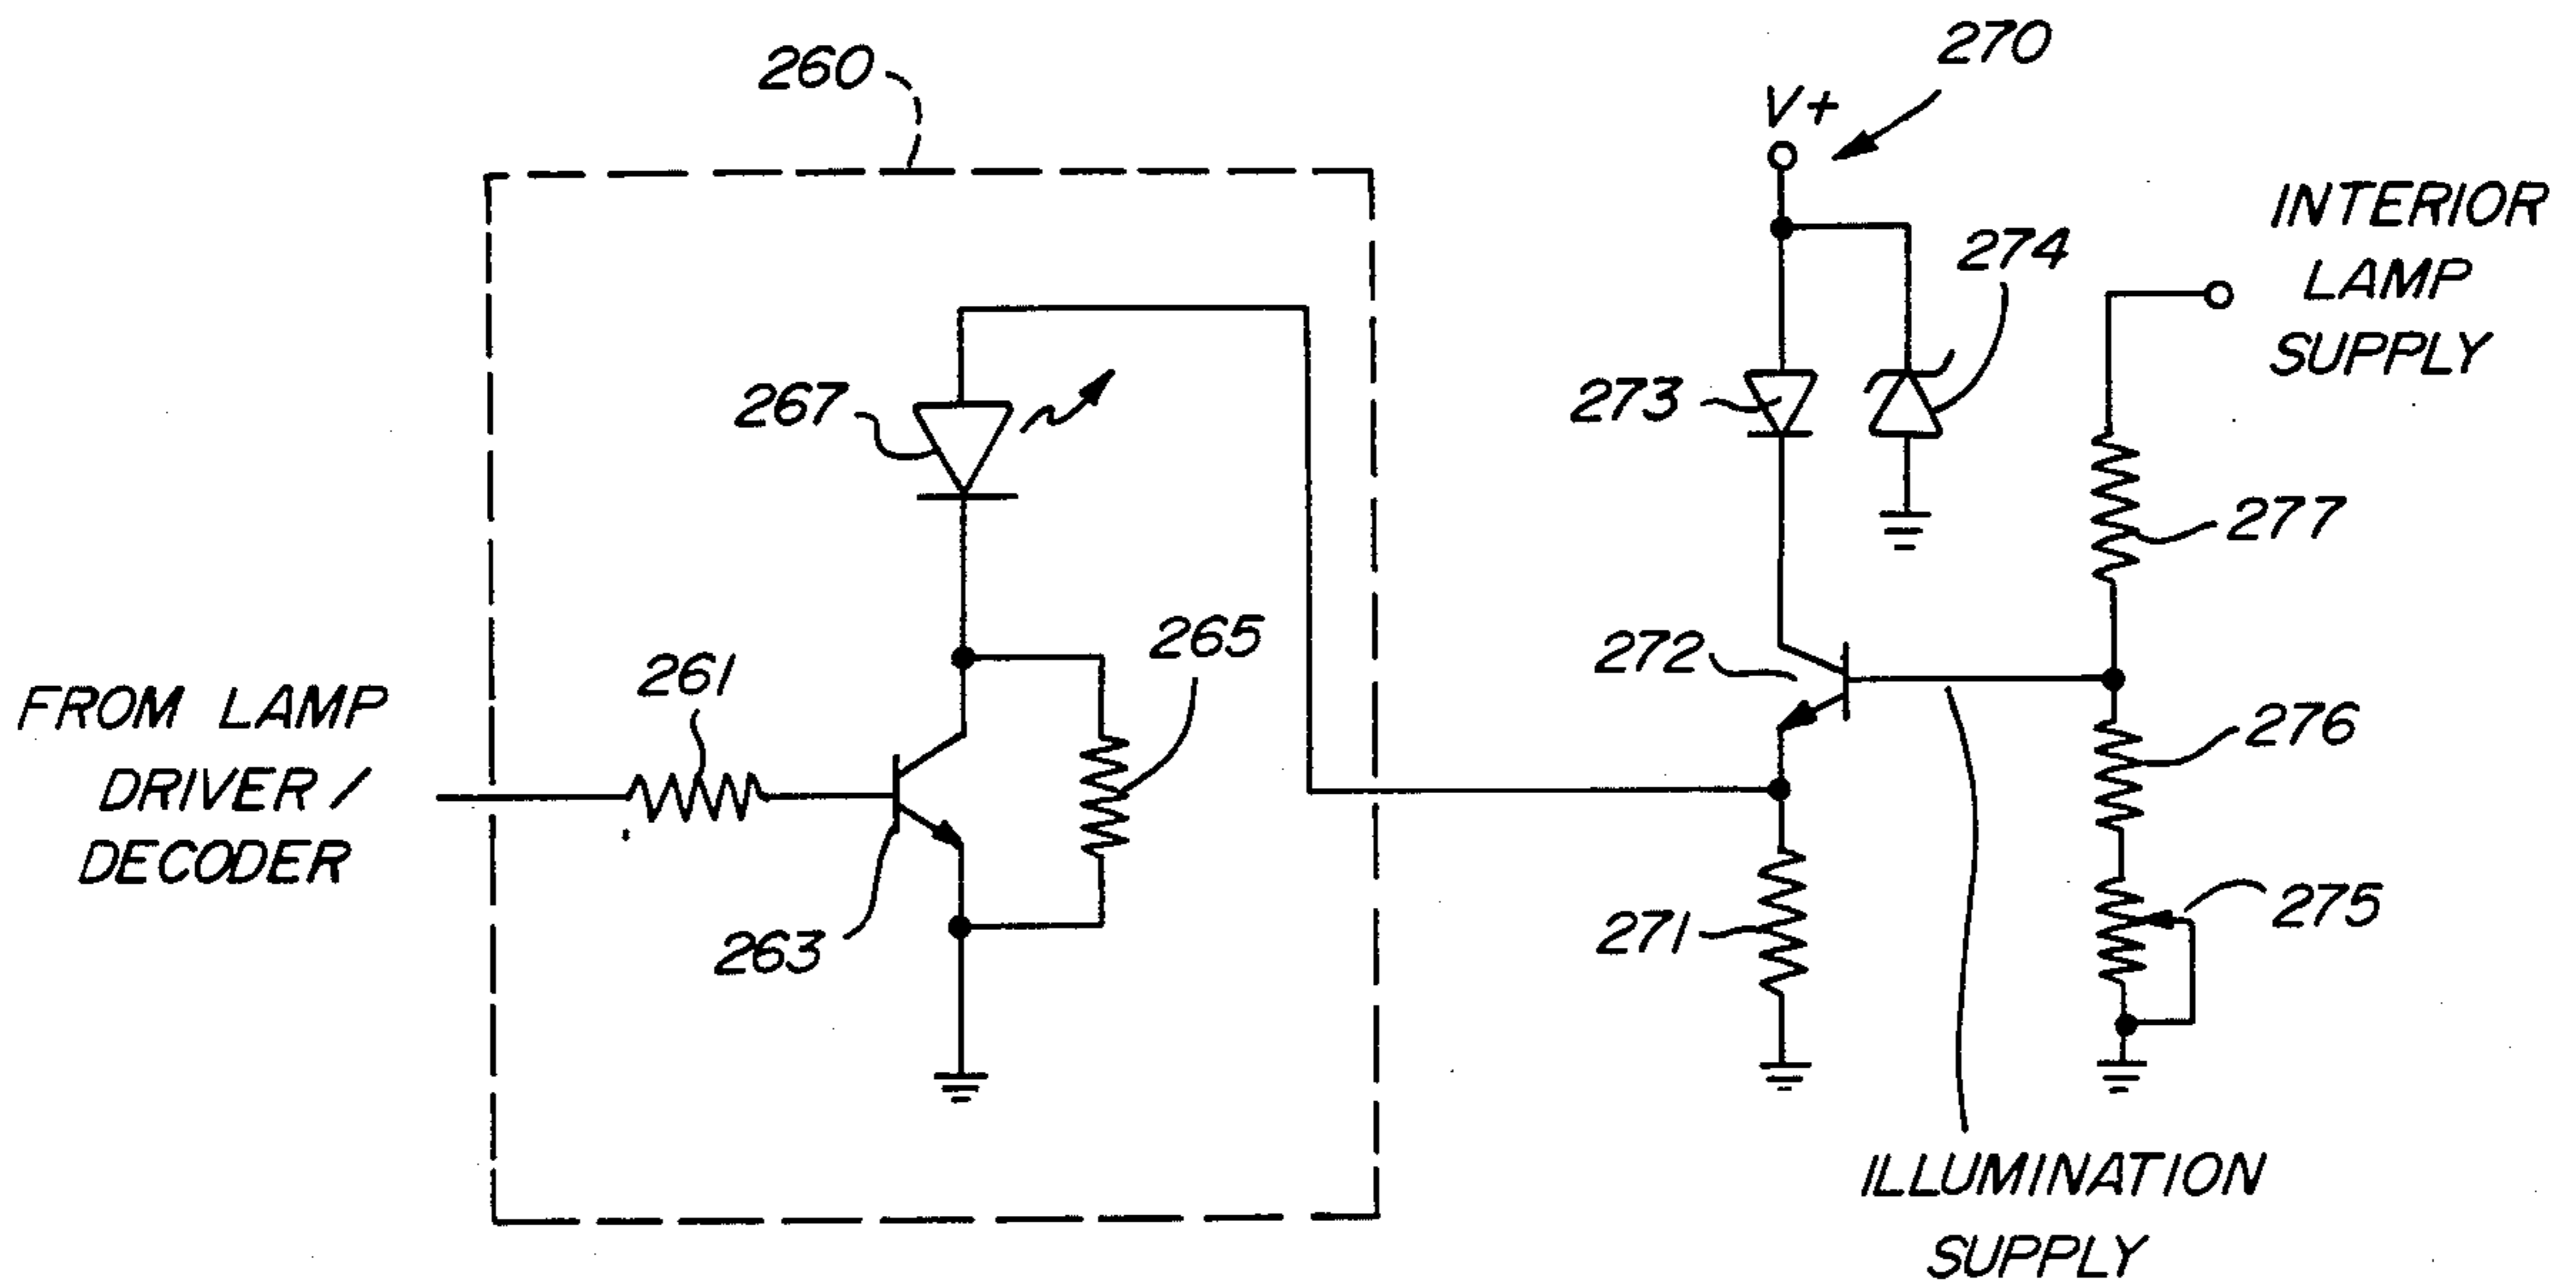 260
270
V+
INTERIOR
LAMP
SUPPLY
274
267
273
277
265
272
261
276
FROM LAMP
DRIVER /
DECODER
275
263
271
ILLUMINATION
SUPPLY